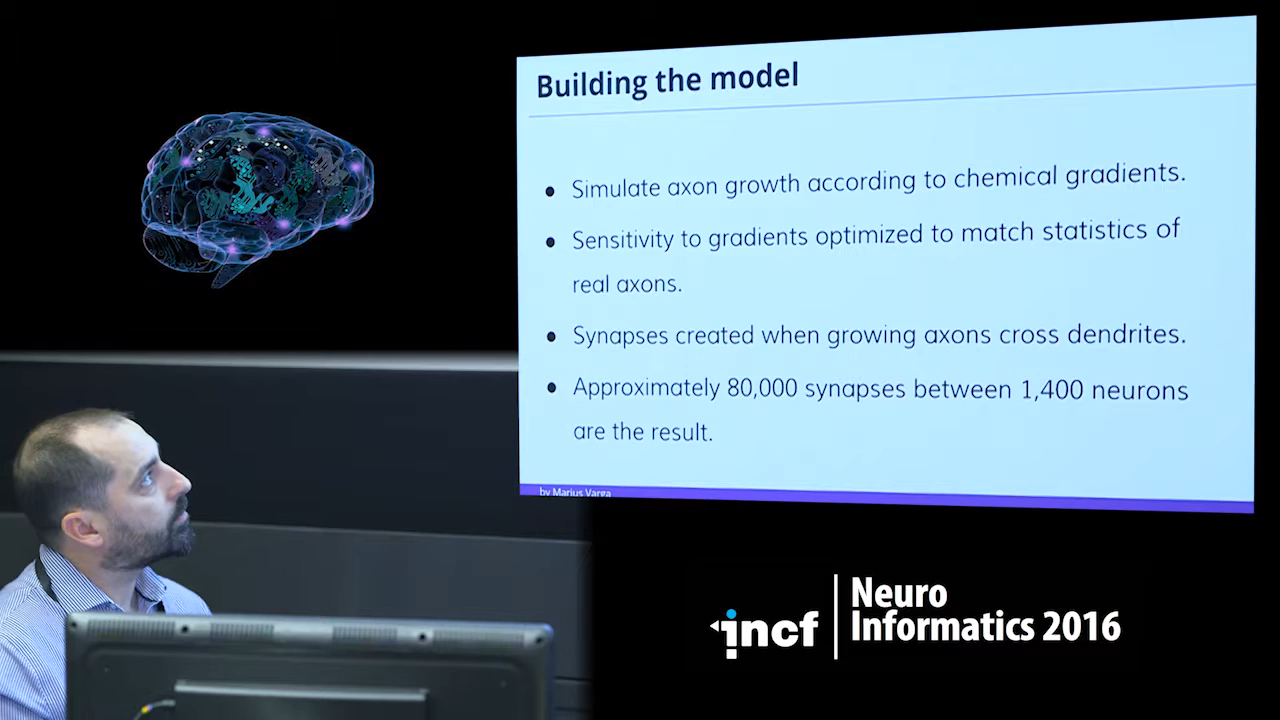 Building the model
• Simulate axon growth according to chemical gradients.
• Sensitivity to gradients optimized to match statistics of
real axons.
• Synapses created when growing axons cross dendrites.
• Approximately 80,000 synapses between 1,400 neurons
are the result.
by Marius Varga
incf
Neuro
Informatics 2016